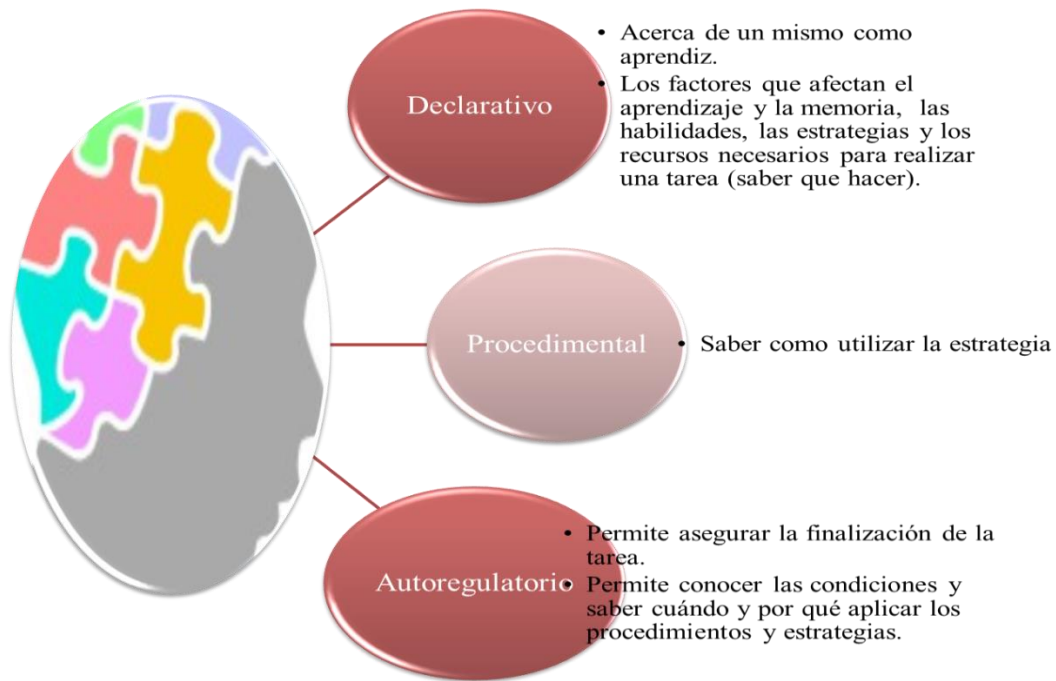 Declarativo
• Acerca de un mismo como
aprendiz.
• Los factores que afectan el
aprendizaje y la memoria, las
habilidades, las estrategias y los
recursos necesarios para realizar
una tarea (saber que hacer).
Procedimental
• Saber como utilizar la estrategia
Autoregulatorio
• Permite asegurar la finalización de la
tarea.
• Permite conocer las condiciones y
saber cuándo y por qué aplicar los
procedimientos y estrategias.